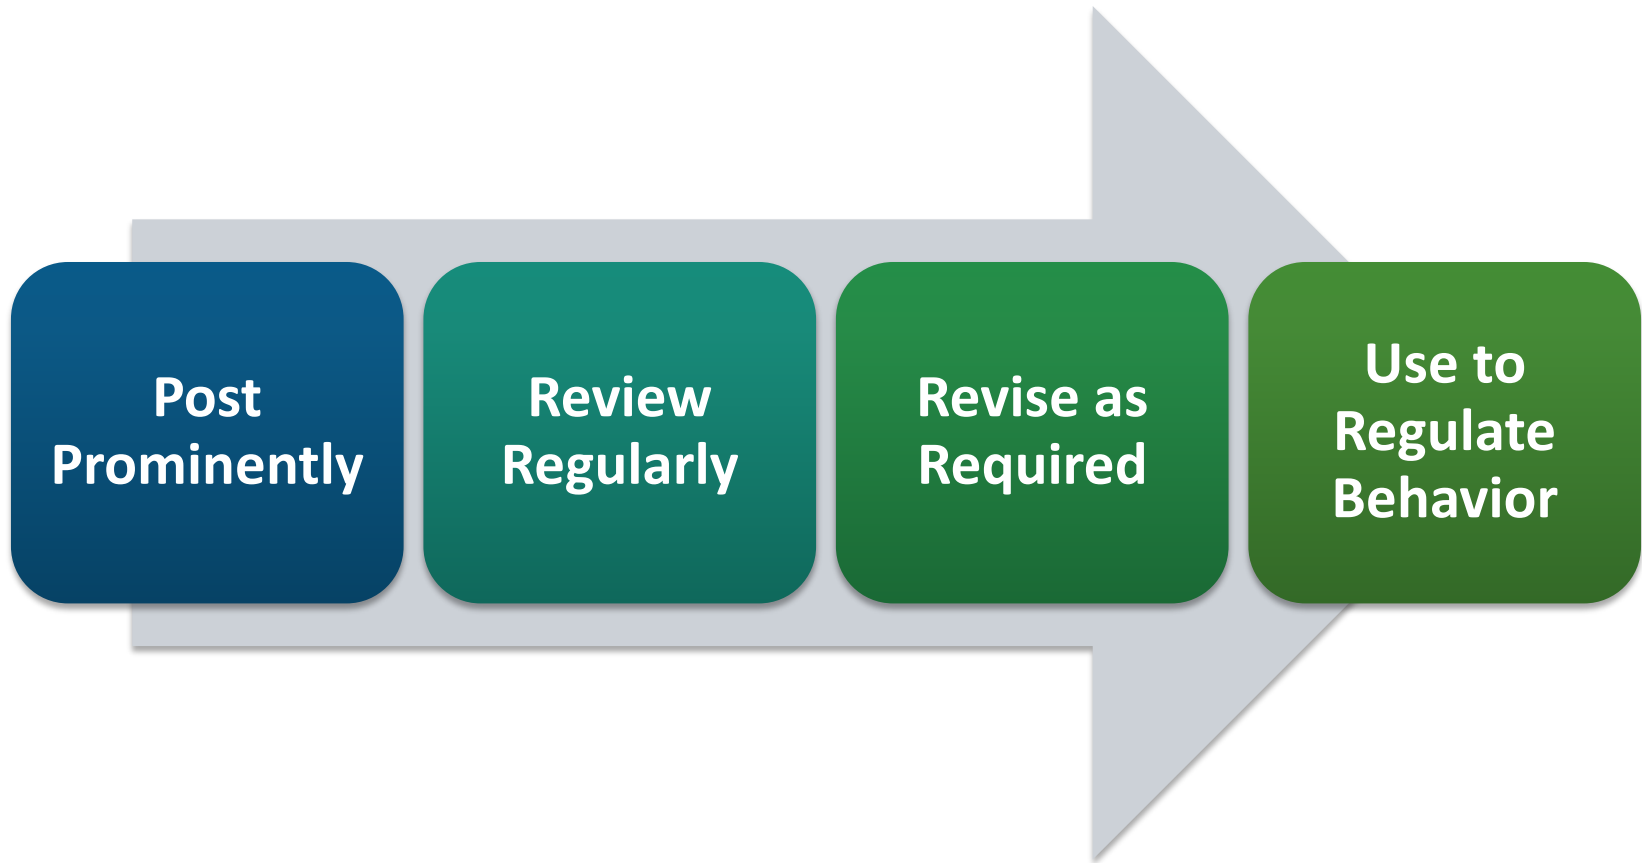 Post
Prominently
Review
Regularly
Revise as
Required
Use to
Regulate
Behavior